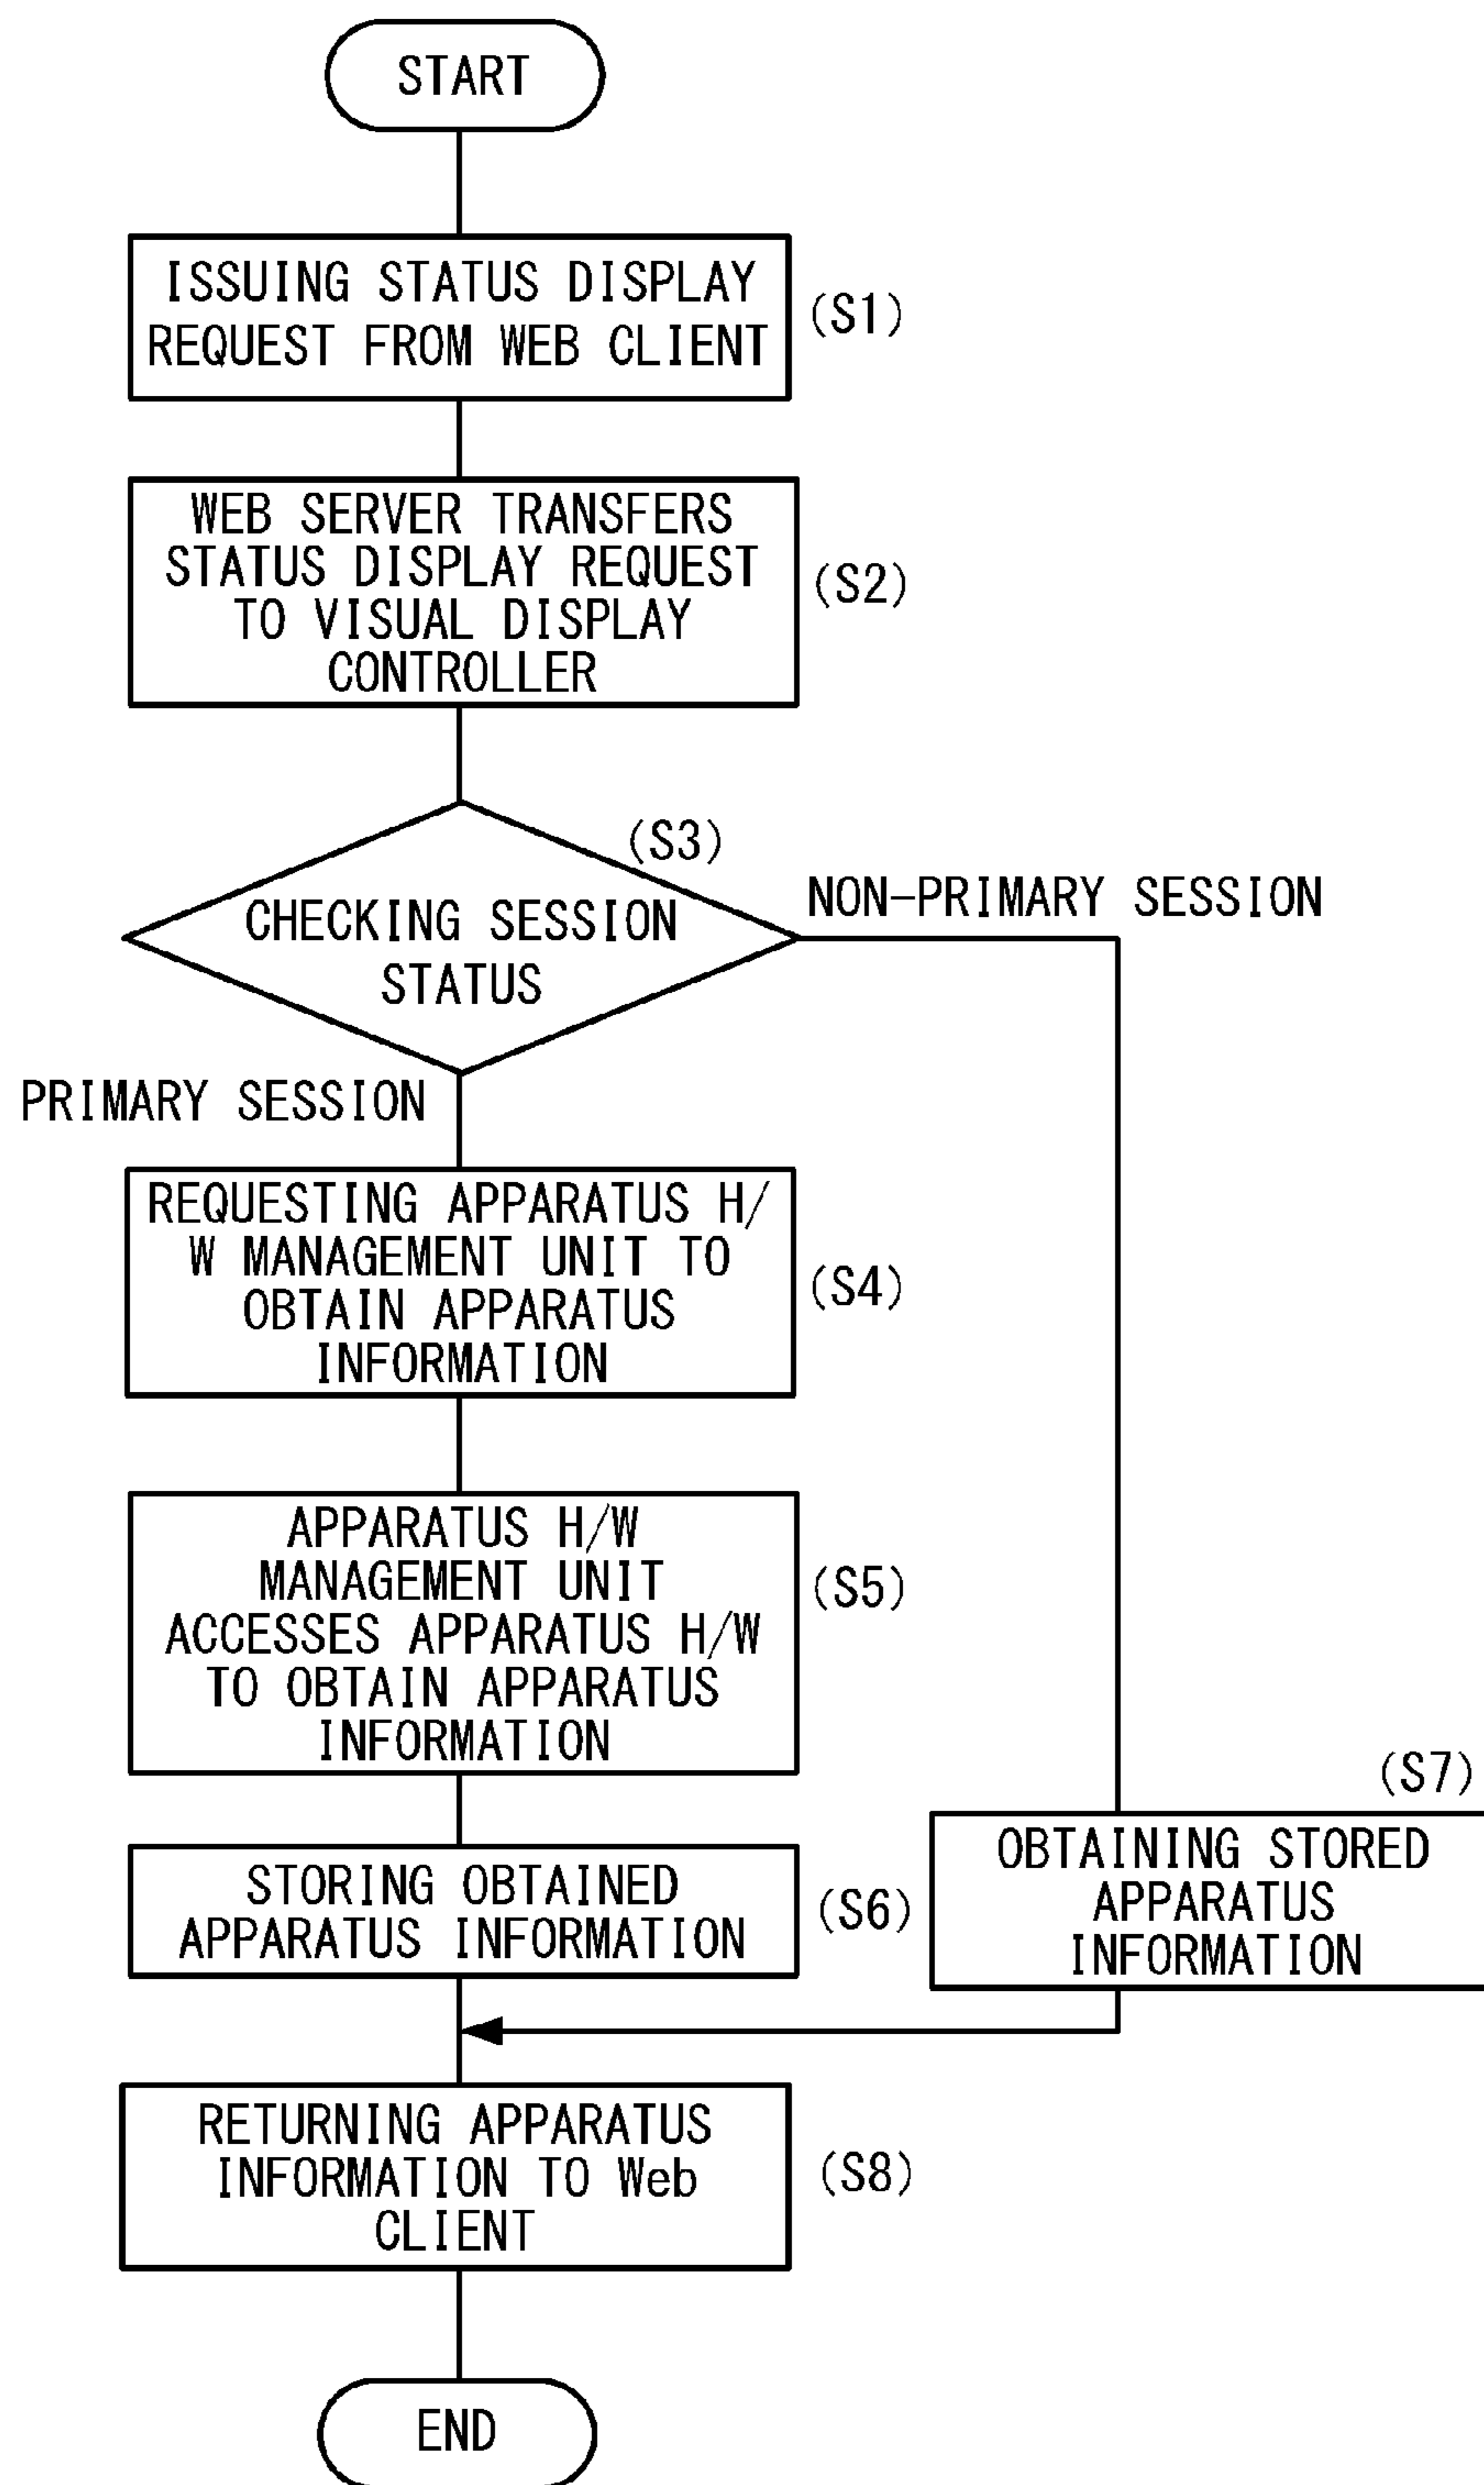 START
ISSUING STATUS DISPLAY
REQUEST FROM WEB CLIENT
(S1)
WEB SERVER TRANSFERS
STATUS DISPLAY REQUEST
TO VISUAL DISPLAY
CONTROLLER
(S2)
(S3)
CHECKING SESSION
STATUS
NON-PRIMARY SESSION
PRIMARY SESSION
REQUESTING APPARATUS H/
W MANAGEMENT UNIT TO
OBTAIN APPARATUS
INFORMATION
(S4)
APPARATUS H/W
MANAGEMENT UNIT
ACCESSES APPARATUS H/W
TO OBTAIN APPARATUS
INFORMATION
(S5)
STORING OBTAINED
APPARATUS INFORMATION
(S6)
(S7)
OBTAINING STORED
APPARATUS
INFORMATION
RETURNING APPARATUS
INFORMATION TO Web
CLIENT
(S8)
END